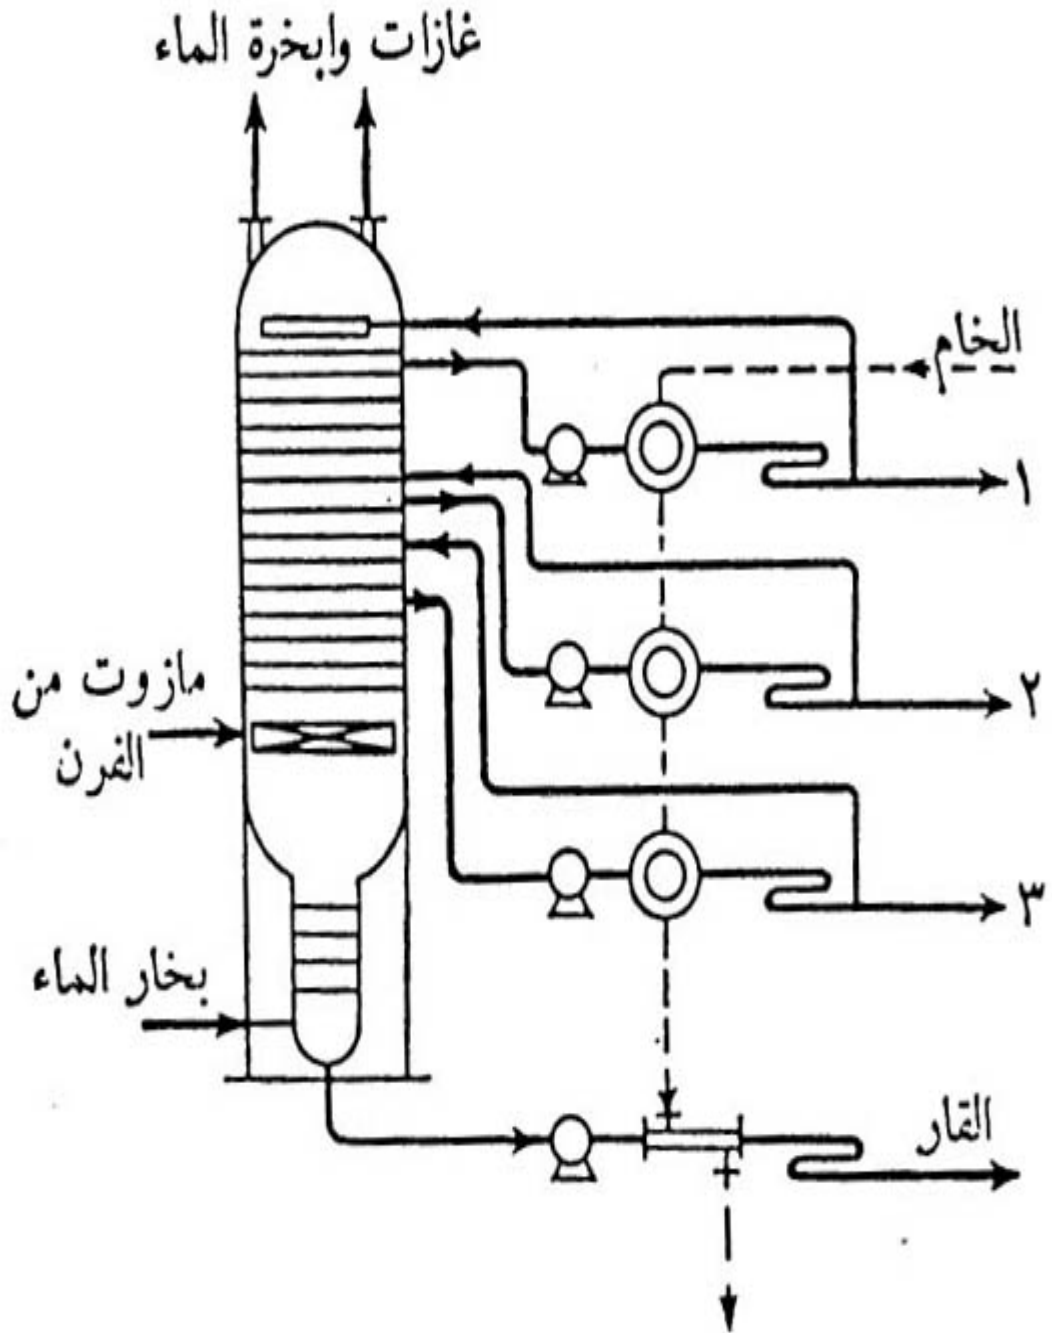 غازات وابخرة الماء
الخام
١
٢
مازوت من
الفرن
٣
بخار الماء
القار